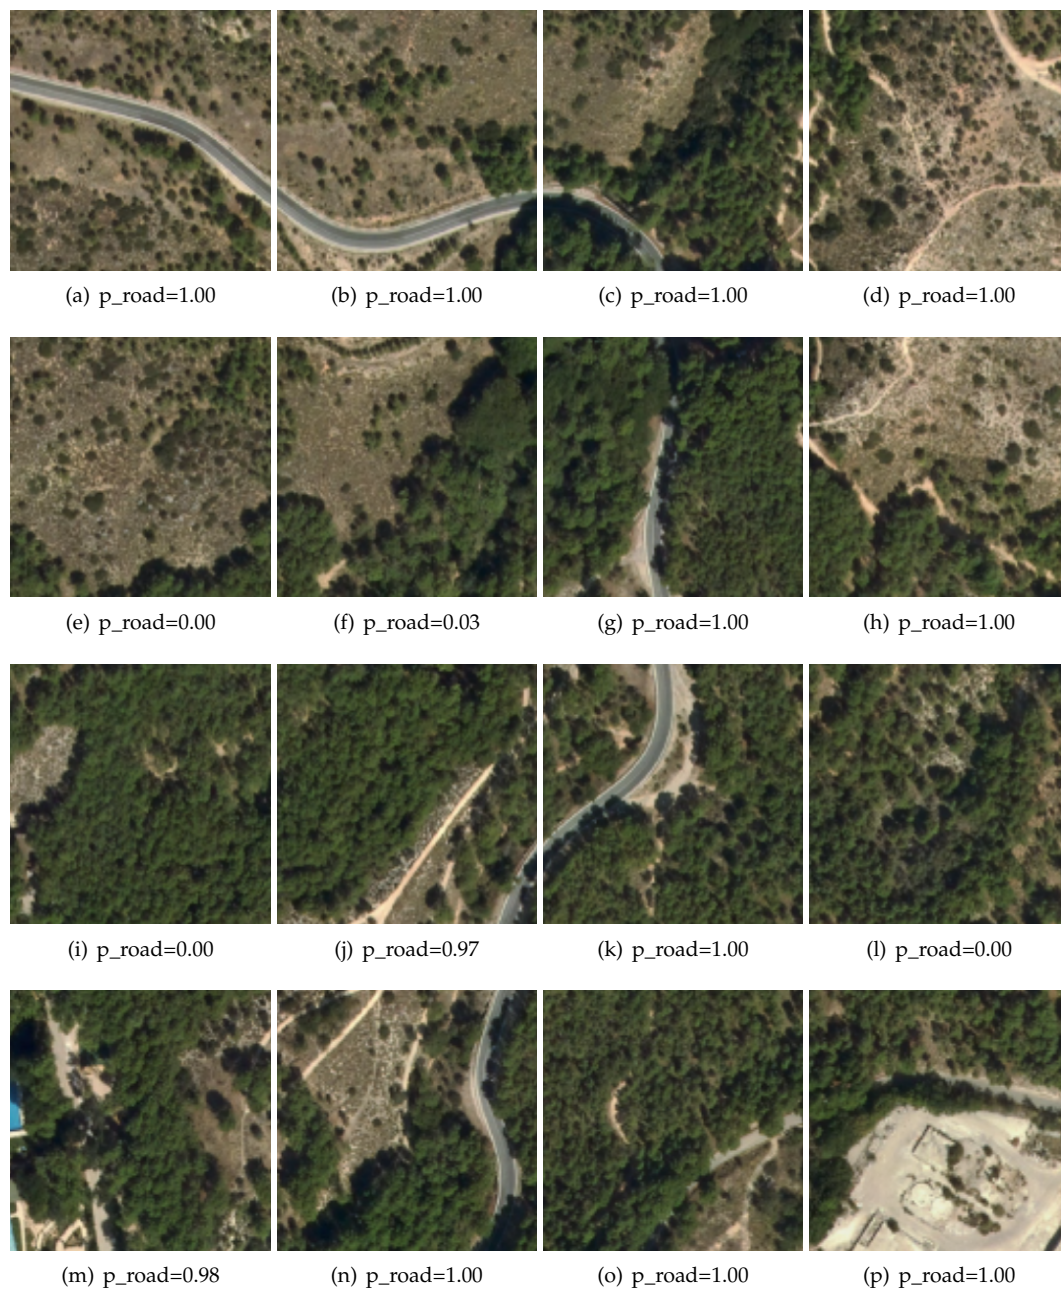 (a) p_road=1.00 (b) p_road=1.00 (c) p_road=1.00 (d) p_road=1.00
(e) p_road=0.00 (f) p_road=0.03 (g) p_road=1.00 (h) p_road=1.00
(i) p_road=0.00 (j) p_road=0.97 (k) p_road=1.00 (l) p_road=0.00
(m) p_road=0.98 (n) p_road=1.00 (o) p_road=1.00 (p) p_road=1.00